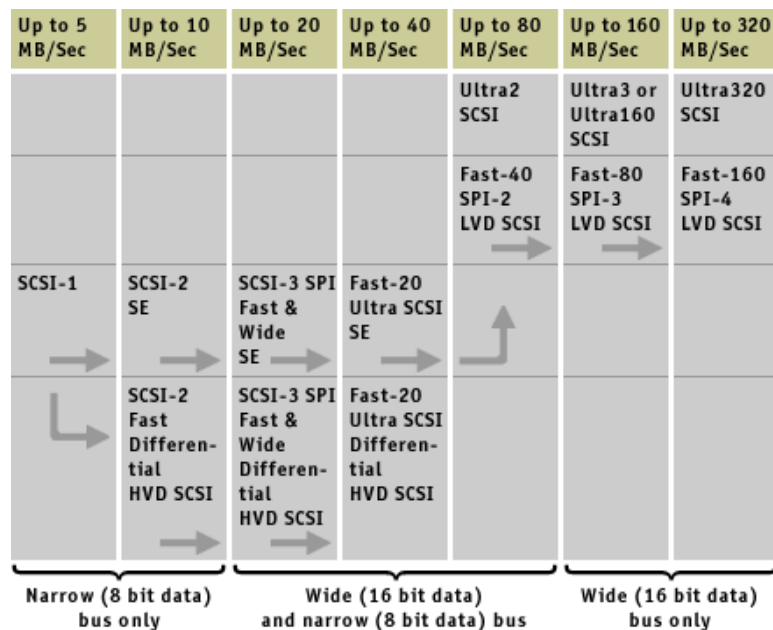 Up to 5
MB/Sec
Up to 10
MB/Sec
Up to 20
MB/Sec
Up to 40
MB/Sec
Up to 80
MB/Sec
Up to 160
MB/Sec
Up to 320
MB/Sec
Ultra2
SCSI
Ultra3 or
Ultra160
SCSI
Ultra320
SCSI
Fast-40
SPI-2
LVD SCSI
Fast-80
SPI-3
LVD SCSI
Fast-160
SPI-4
LVD SCSI
SCSI-1
SCSI-2
SE
SCSI-3 SPI
Fast &
Wide
SE
Fast-20
Ultra SCSI
SE
SCSI-2
Fast
Differen-
tial
HVD SCSI
SCSI-3 SPI
Fast &
Wide
Differen-
tial
HVD SCSI
Fast-20
Ultra SCSI
Differen-
tial
HVD SCSI
Narrow (8 bit data)
bus only
Wide (16 bit data)
and narrow (8 bit data) bus
Wide (16 bit data)
bus only